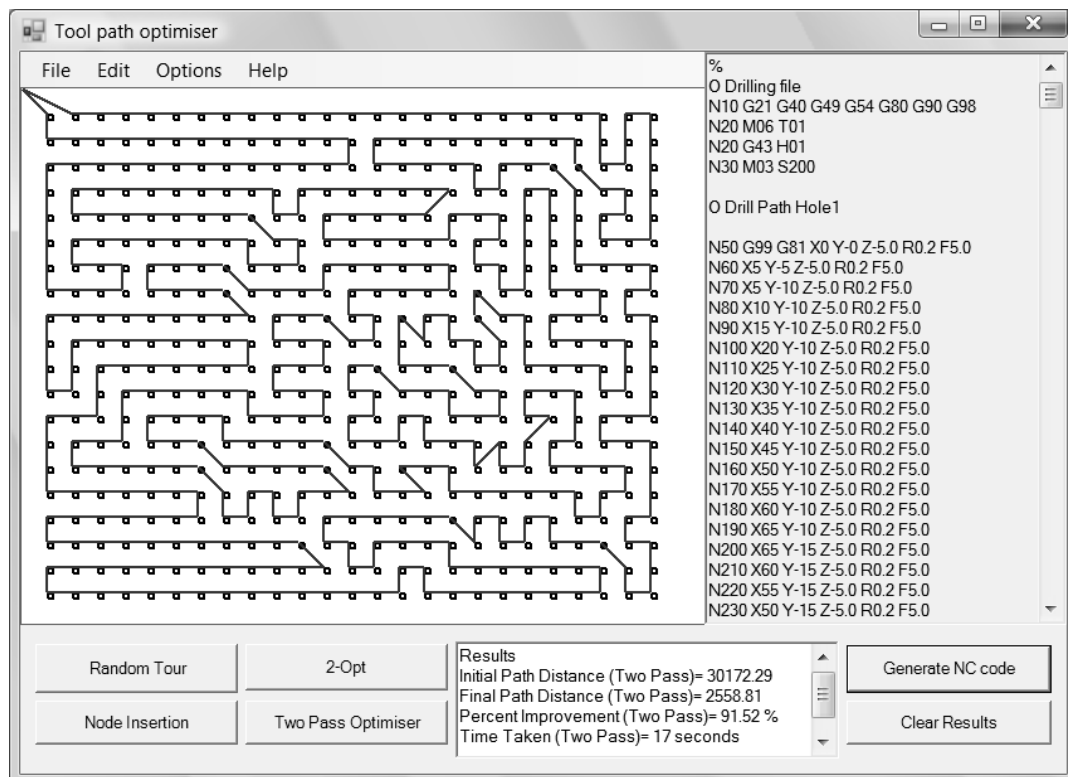 Tool path optimiser
File Edit Options Help
%
O Drilling file
N10 G21 G40 G49 G54 G80 G90 G98
N20 M06 T01
N20 G43 H01
N30 M03 S200
O Drill Path Hole1
N50 G99 G81 X0 Y-0 Z-5.0 R0.2 F5.0
N60 X5 Y-5 Z-5.0 R0.2 F5.0
N70 X5 Y-10 Z-5.0 R0.2 F5.0
N80 X10 Y-10 Z-5.0 R0.2 F5.0
N90 X15 Y-10 Z-5.0 R0.2 F5.0
N100 X20 Y-10 Z-5.0 R0.2 F5.0
N110 X25 Y-10 Z-5.0 R0.2 F5.0
N120 X30 Y-10 Z-5.0 R0.2 F5.0
N130 X35 Y-10 Z-5.0 R0.2 F5.0
N140 X40 Y-10 Z-5.0 R0.2 F5.0
N150 X45 Y-10 Z-5.0 R0.2 F5.0
N160 X50 Y-10 Z-5.0 R0.2 F5.0
N170 X55 Y-10 Z-5.0 R0.2 F5.0
N180 X60 Y-10 Z-5.0 R0.2 F5.0
N190 X65 Y-10 Z-5.0 R0.2 F5.0
N200 X65 Y-15 Z-5.0 R0.2 F5.0
N210 X60 Y-15 Z-5.0 R0.2 F5.0
N220 X55 Y-15 Z-5.0 R0.2 F5.0
N230 X50 Y-15 Z-5.0 R0.2 F5.0
Random Tour
2-Opt
Node Insertion
Two Pass Optimiser
Results
Initial Path Distance (Two Pass)= 30172.29
Final Path Distance (Two Pass)= 2558.81
Percent Improvement (Two Pass)= 91.52 %
Time Taken (Two Pass)= 17 seconds
Generate NC code
Clear Results